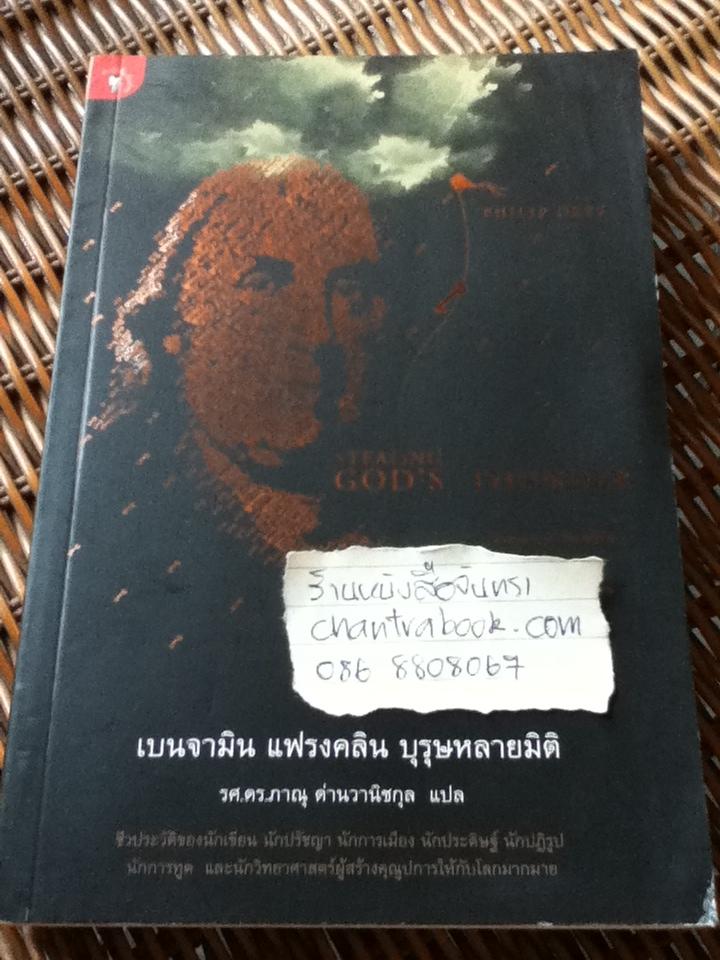 PHILIP DRAY
STEALING
GOD'S THUNDER
ร้านหนังสือจันทรา
chantrabook.com
086 8808067
เบนจามิน แฟรงคลิน บุรุษหลายมิติ
รศ.ดร.ภาณุ ด่านวานิชกุล แปล
ชีวประวัติของนักเขียน นักปรัชญา นักการเมือง นักประดิษฐ์ นักปฏิรูป
นักการทูต และนักวิทยาศาสตร์ผู้สร้างคุณูปการให้กับโลกมากมาย